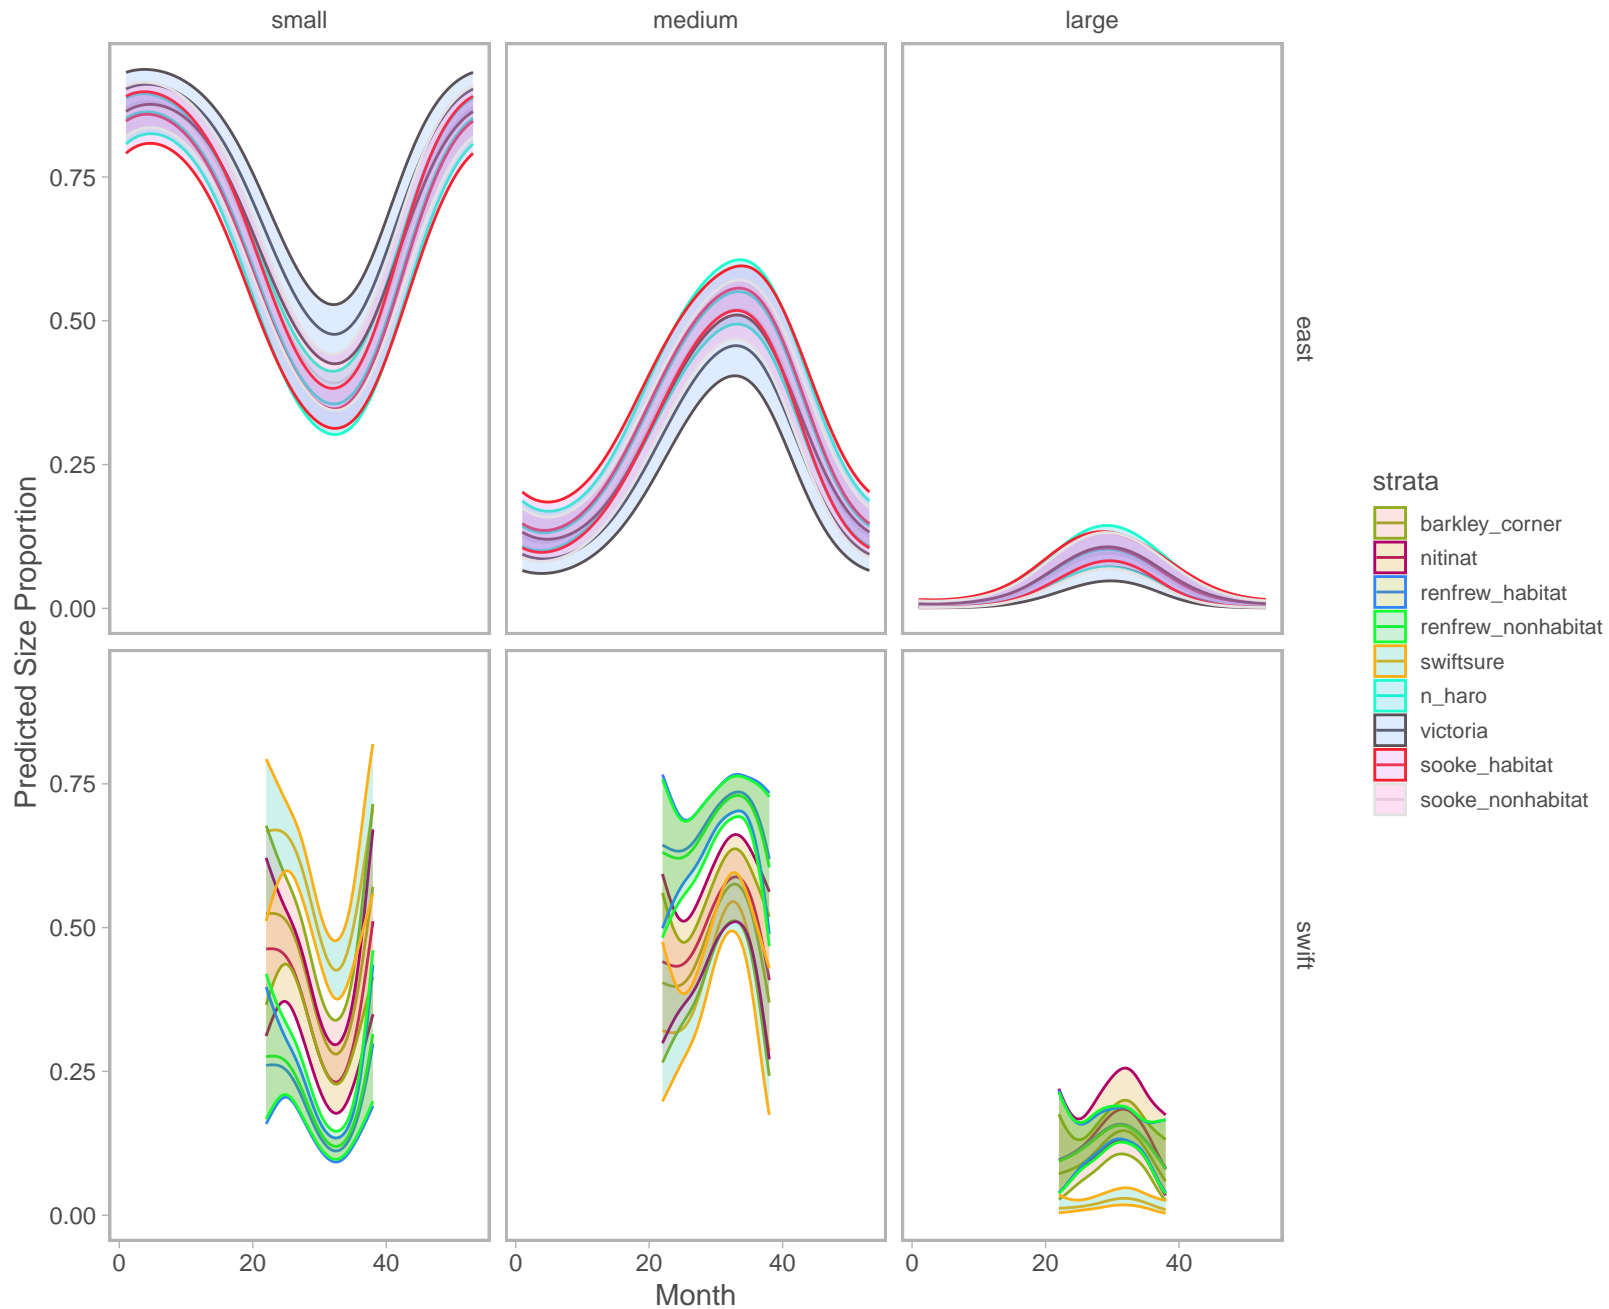 small medium large
0.75
0.50
0.25
0.00
east
0.75
0.50
0.25
0.00
swift
Predicted Size Proportion
0 20 40 0 20 40 0 20 40
Month
strata
barkley_corner
nitinat
renfrew_habitat
renfrew_nonhabitat
swiftsure
n_haro
victoria
sooke_habitat
sooke_nonhabitat